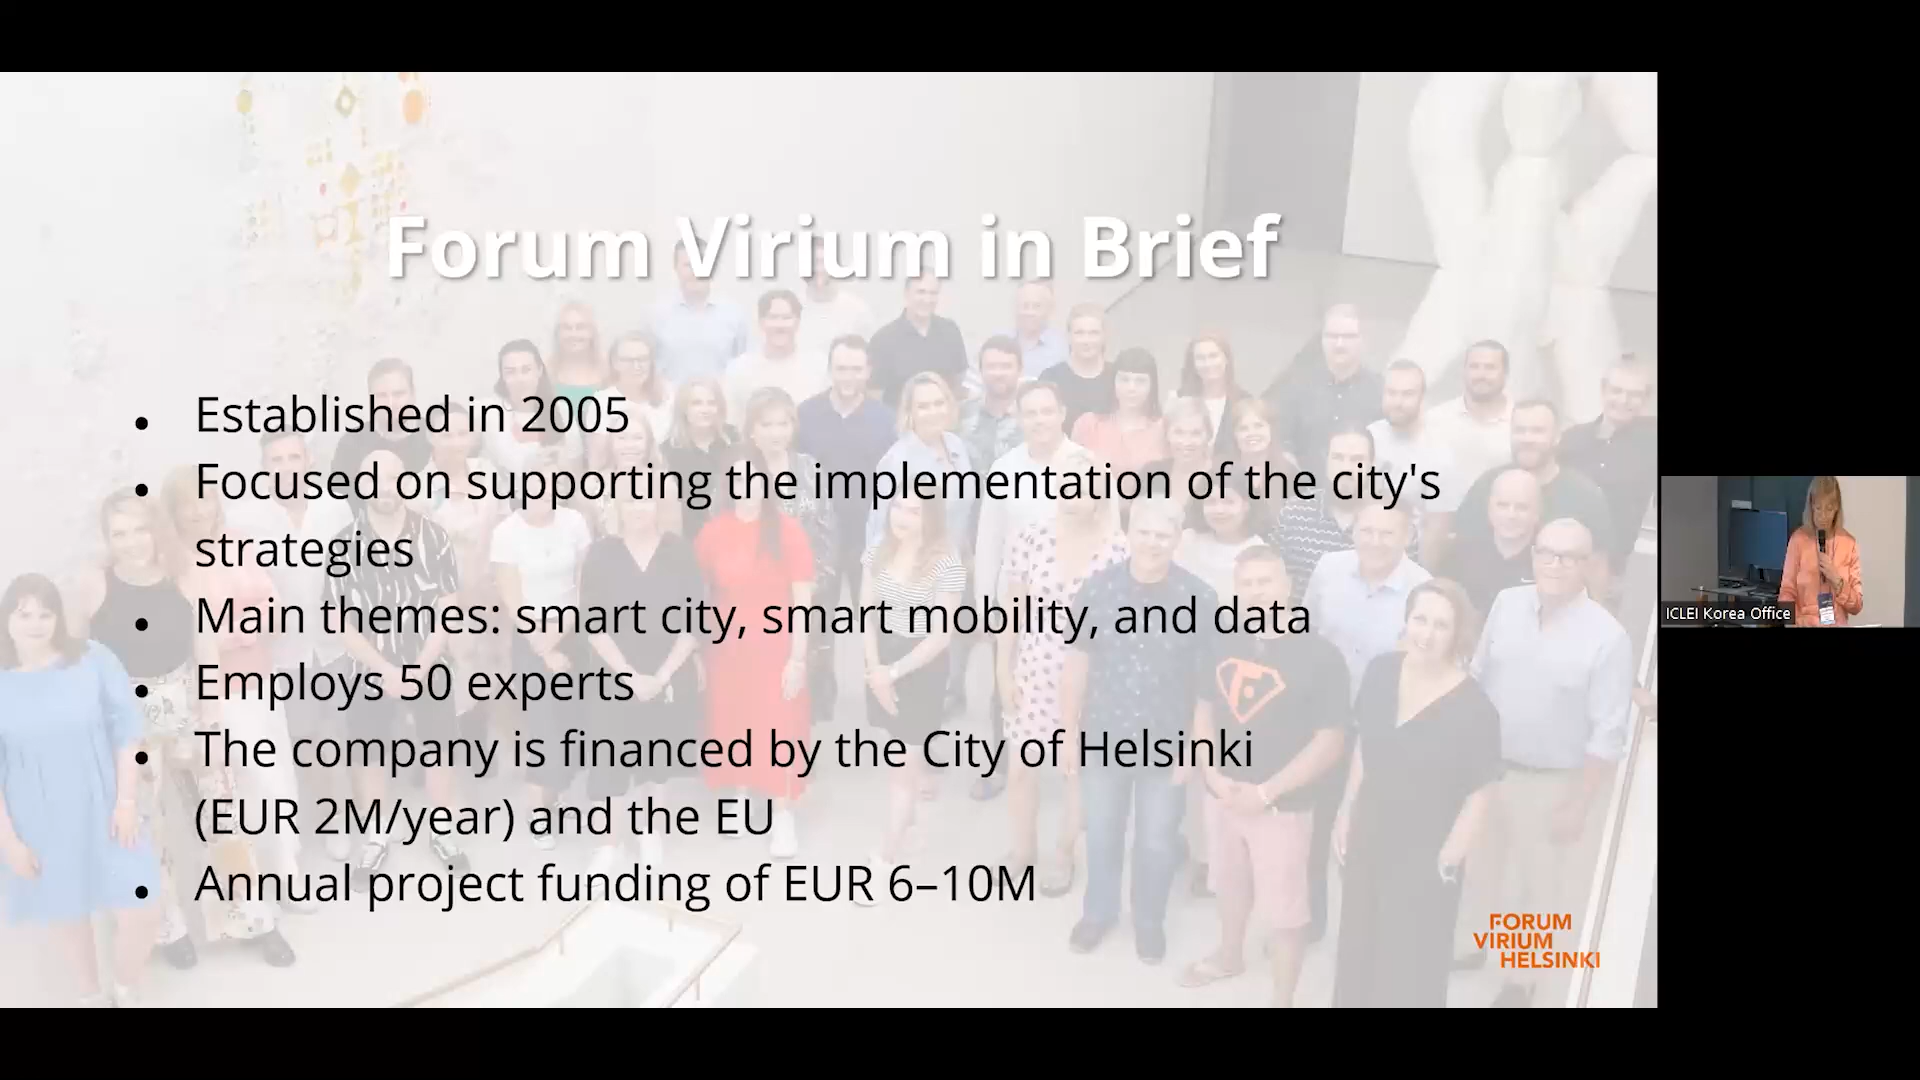 Forum Virium in Brief
• Established in 2005
• Focused on supporting the implementation of the city's
strategies
• Main themes: smart city, smart mobility, and data
• Employs 50 experts
• The company is financed by the City of Helsinki
(EUR 2M/year) and the EU
• Annual project funding of EUR 6–10M
FORUM
VIRIUM
HELSINKI
ICLEI Korea Office